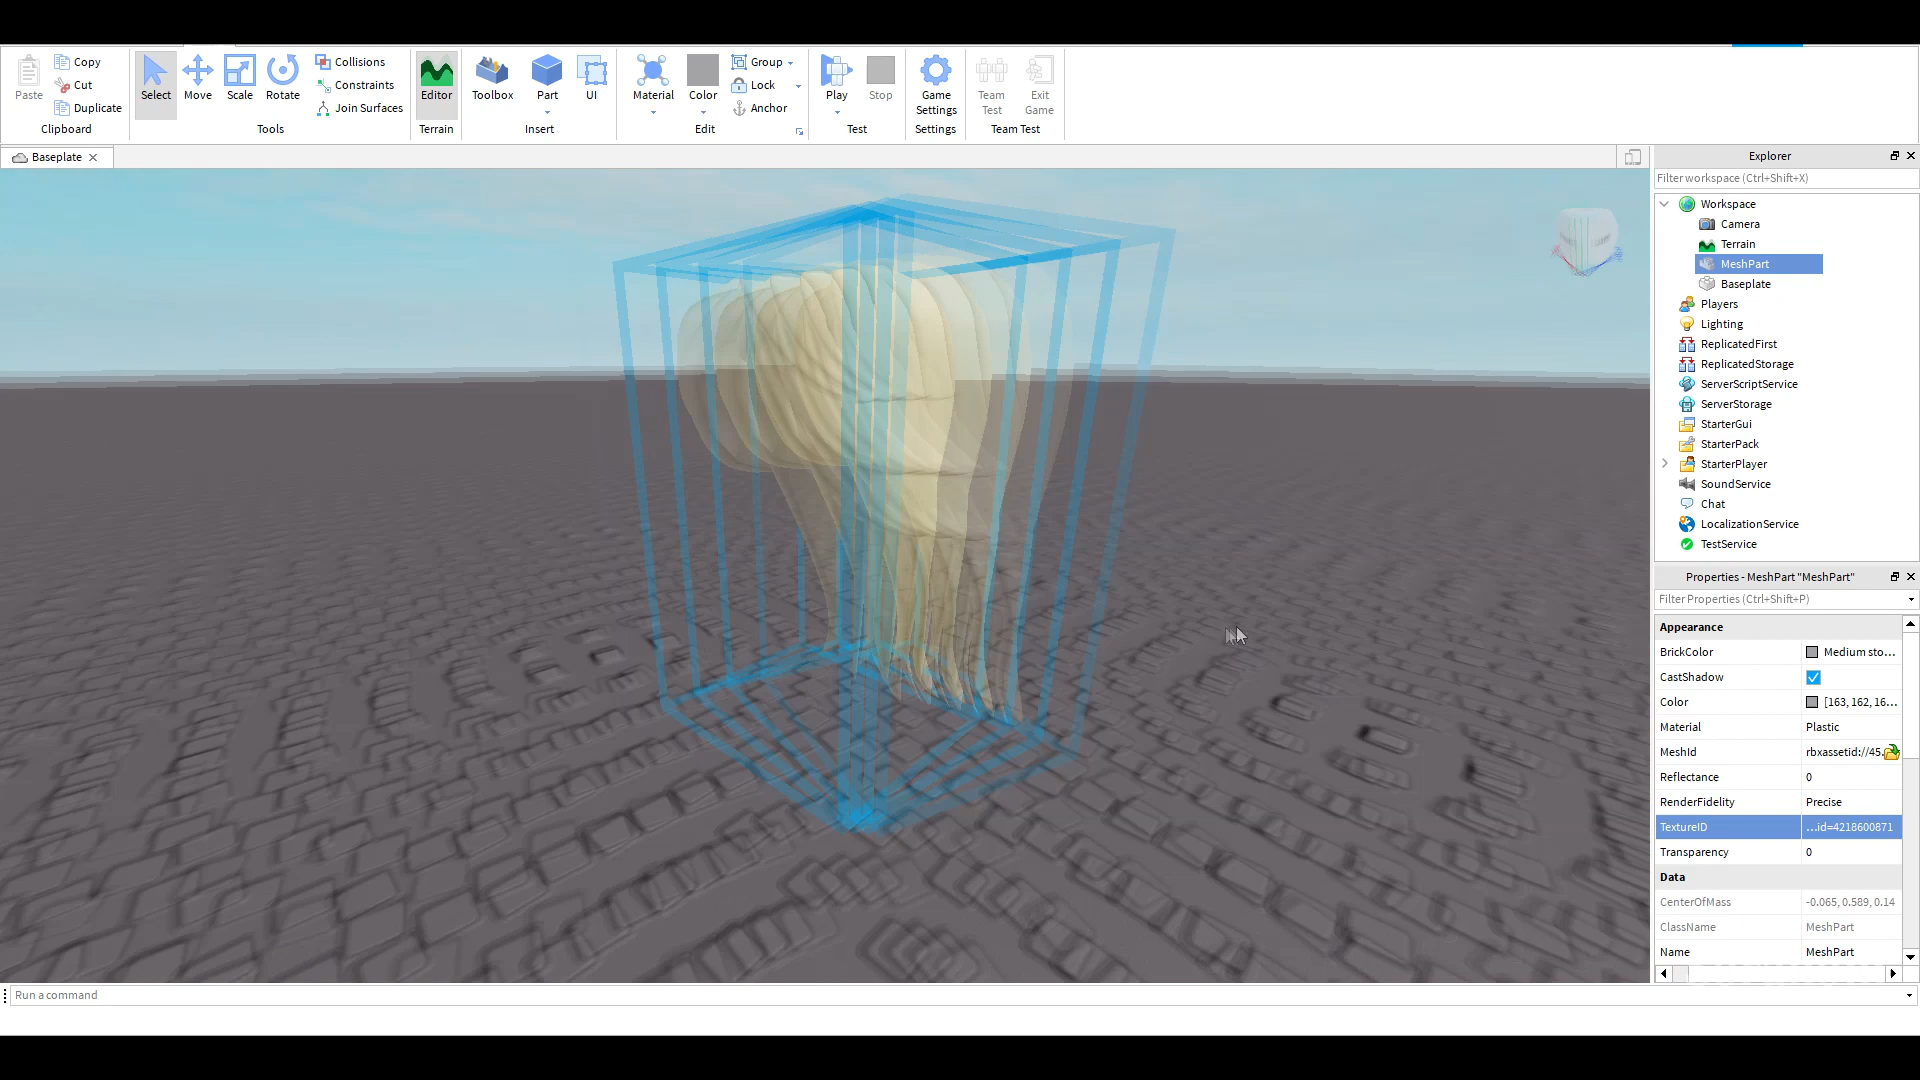 Paste
Copy
Cut
Duplicate
Clipboard
Select
Move
Scale
Rotate
Collisions
Constraints
Join Surfaces
Tools
Editor
Terrain
Toolbox
Part
UI
Insert
Material
Color
Group
Lock
Anchor
Edit
Play
Stop
Test
Game
Settings
Settings
Team
Test
Exit
Game
Team Test
Baseplate
Explorer
Filter workspace (Ctrl+Shift+X)
Workspace
Camera
Terrain
MeshPart
Baseplate
Players
Lighting
ReplicatedFirst
ReplicatedStorage
ServerScriptService
ServerStorage
StarterGui
StarterPack
StarterPlayer
SoundService
Chat
LocalizationService
TestService
Properties - MeshPart "MeshPart"
Filter Properties (Ctrl+Shift+P)
Appearance
BrickColor Medium sto...
CastShadow
Color [163, 162, 16...
Material Plastic
MeshId rbxassetid://45.
Reflectance 0
RenderFidelity Precise
TextureID ...id=4218600871
Transparency 0
Data
CenterOfMass -0.065, 0.589, 0.14
ClassName MeshPart
Name MeshPart
Run a command